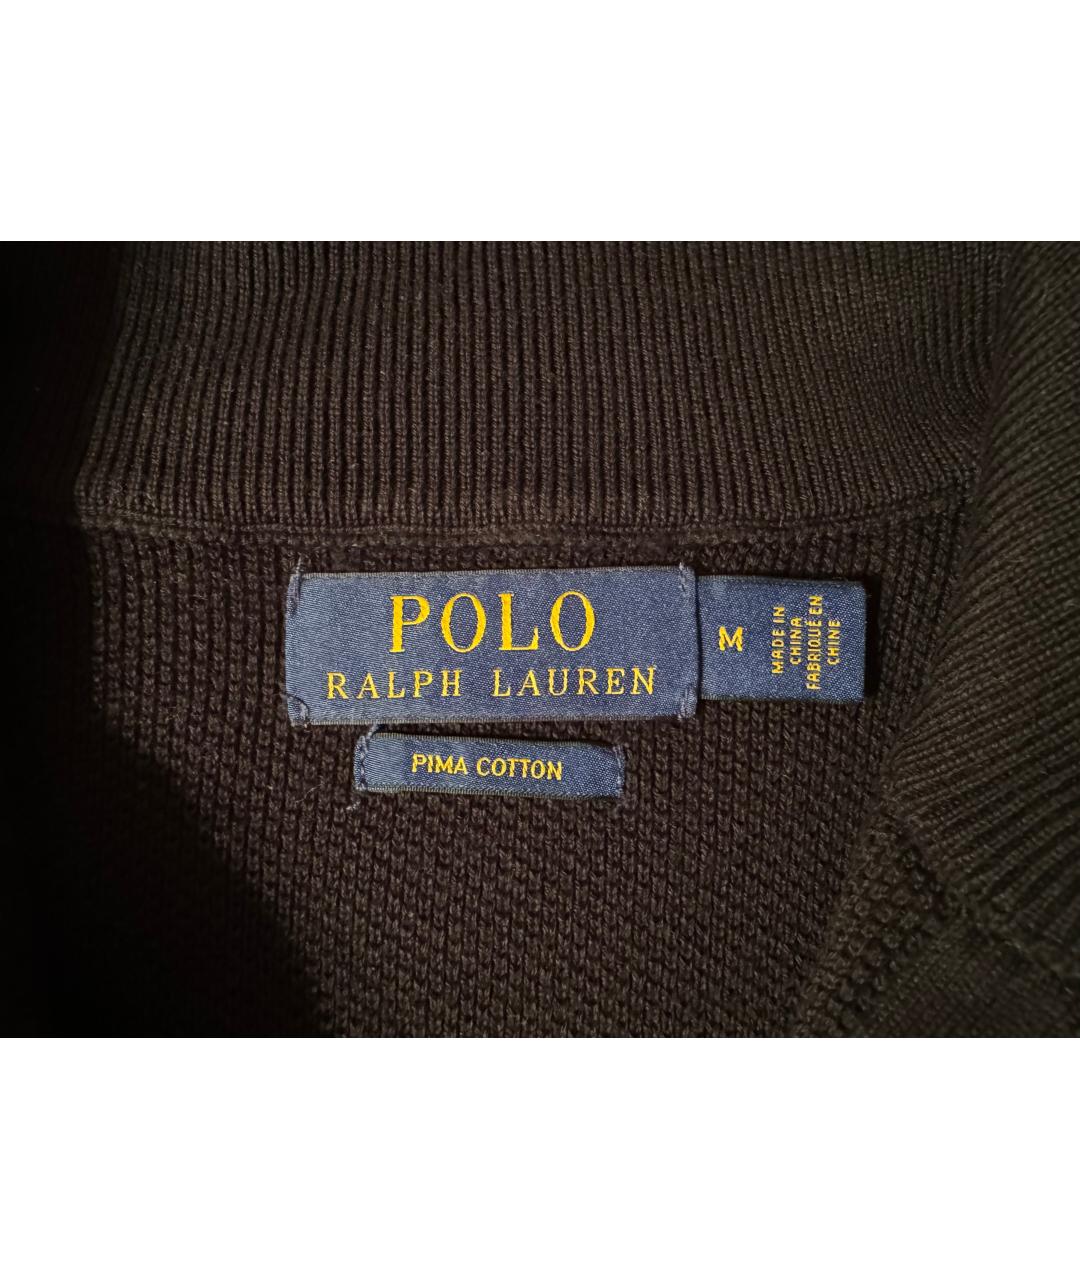 POLO
RALPH LAUREN
M
MADE IN
CHINA
FABRIQUÉ EN
CHINE
PIMA COTTON